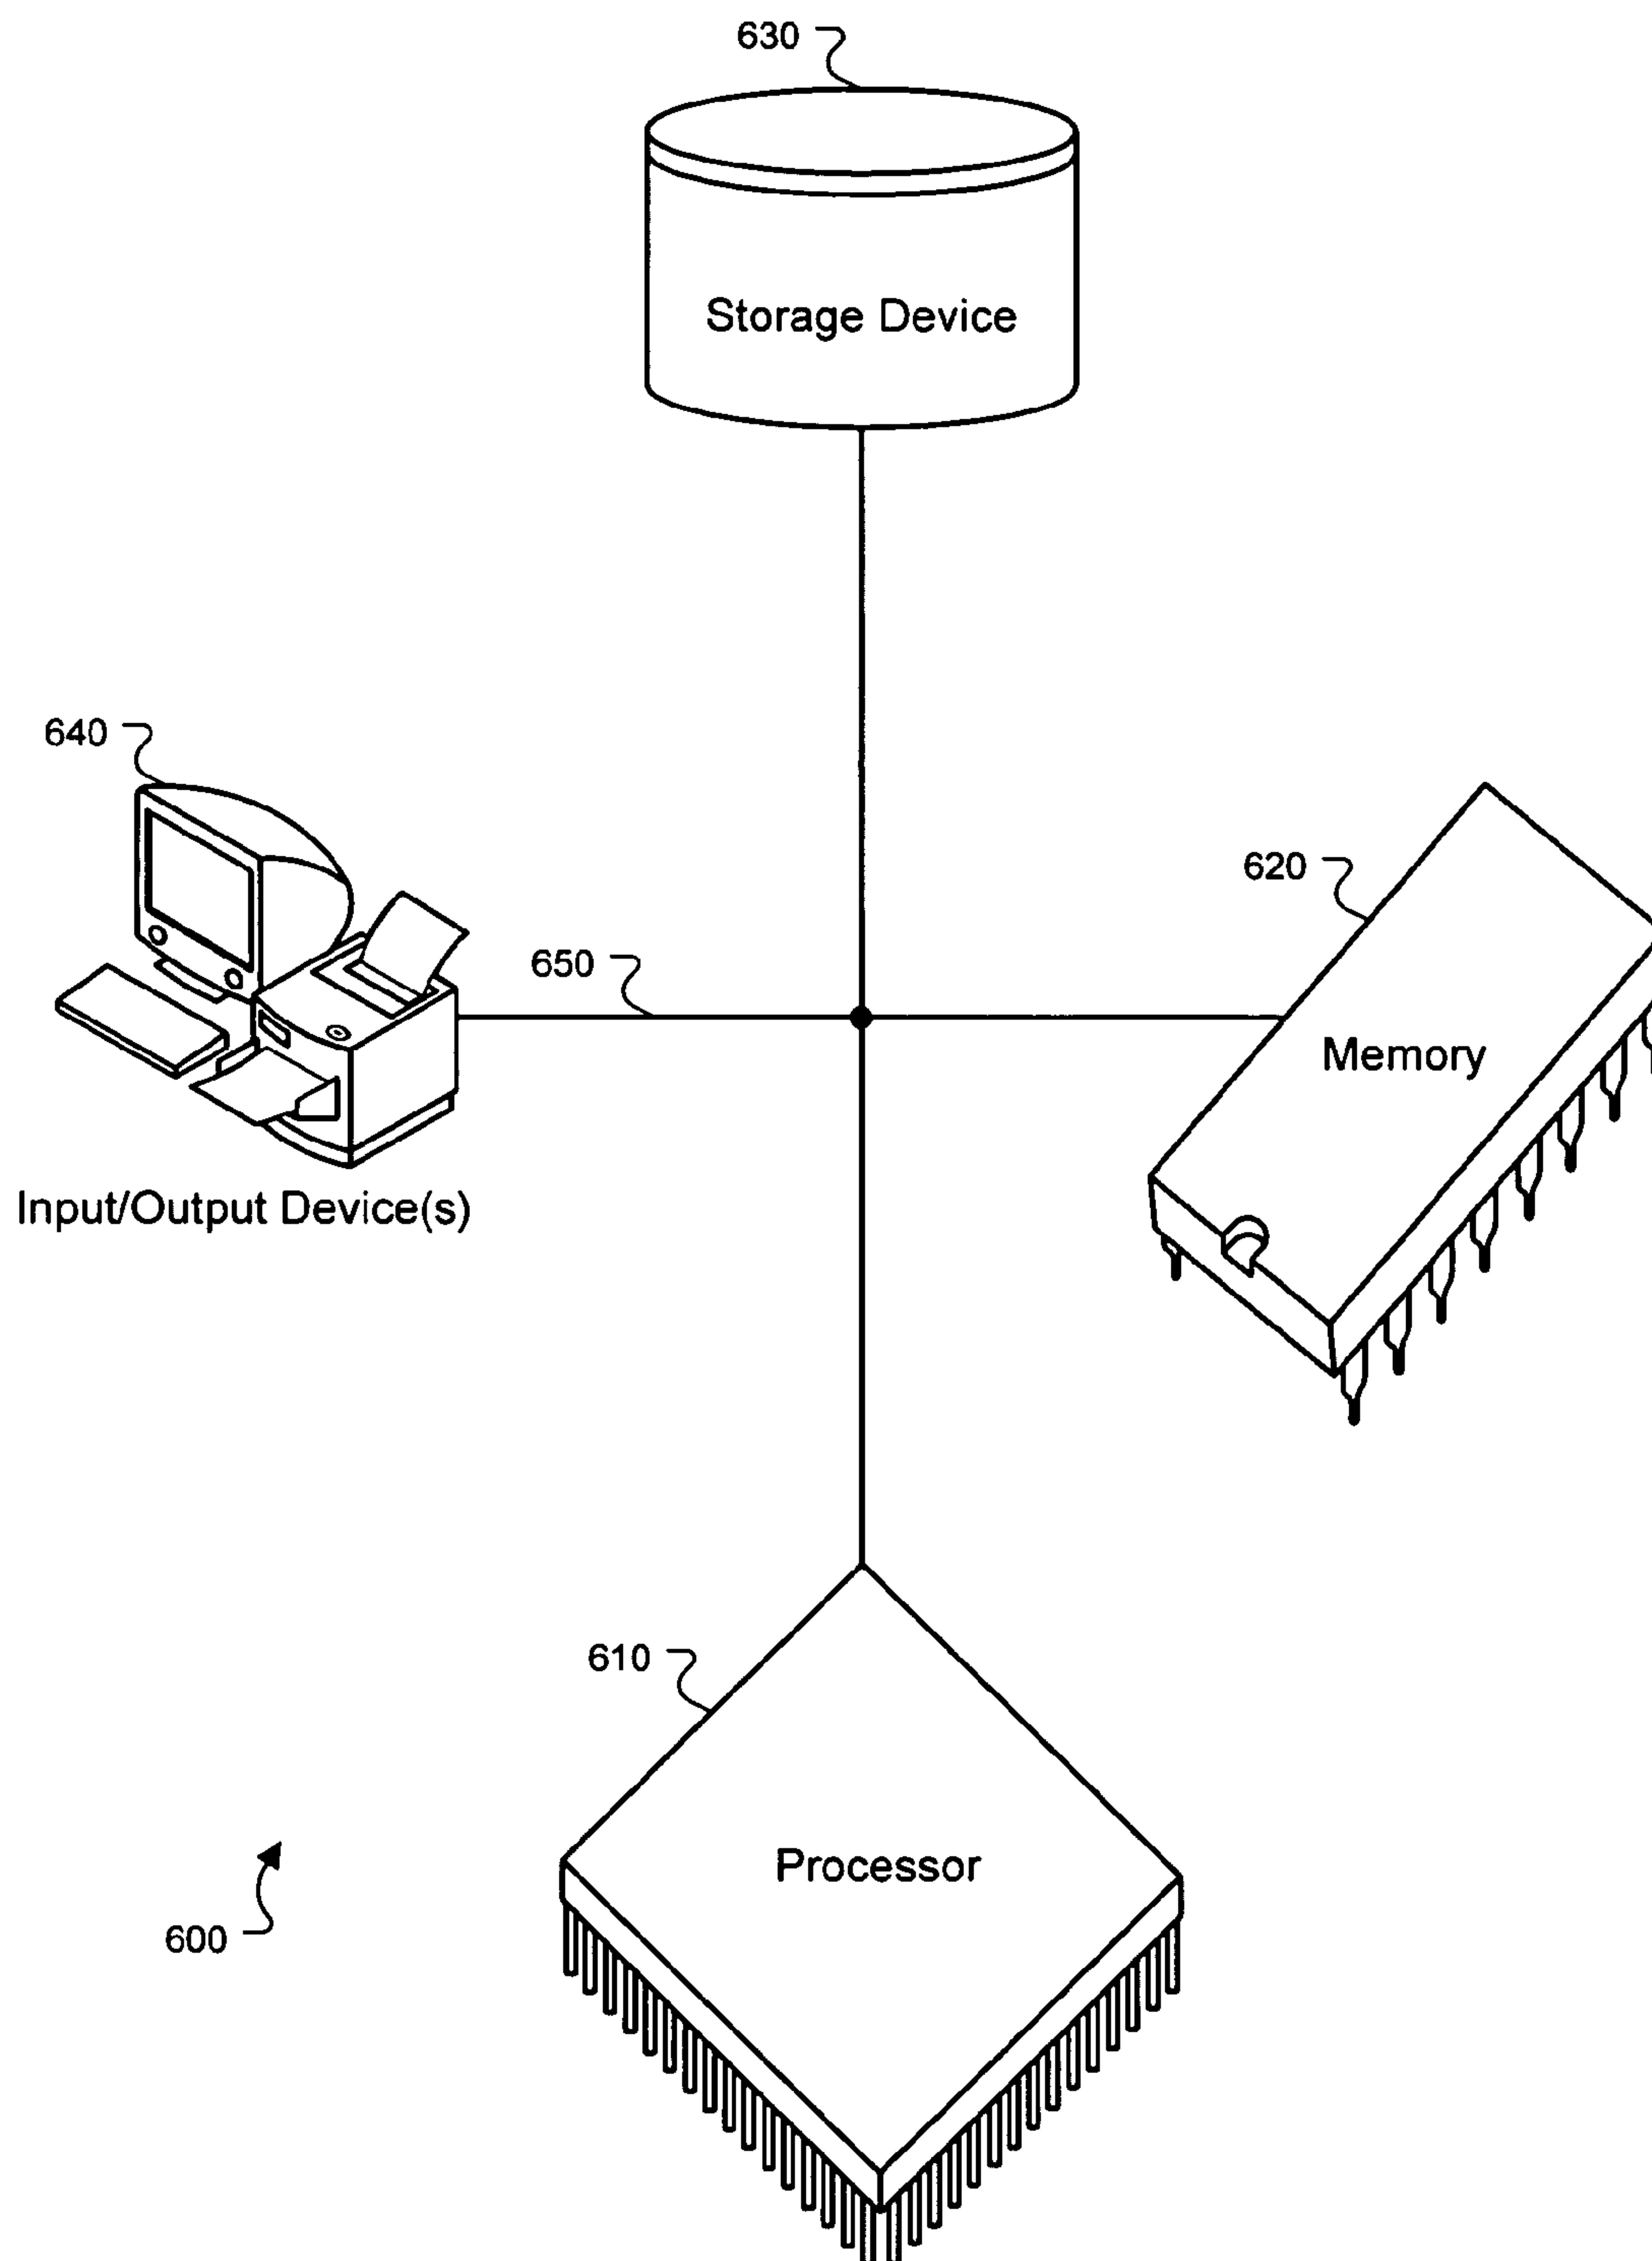 630
Storage Device
640
620
650
Memory
Input/Output Device(s)
610
Processor
600